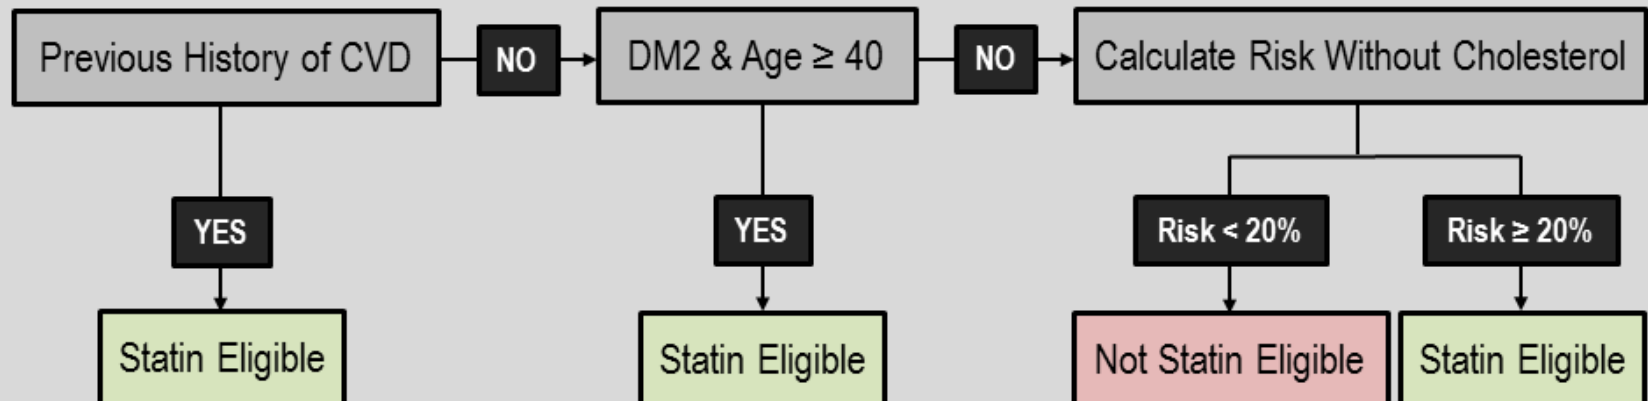 Previous History of CVD
NO
DM2 & Age ≥ 40
NO
Calculate Risk Without Cholesterol
YES
YES
Risk < 20%
Risk ≥ 20%
Statin Eligible
Statin Eligible
Not Statin Eligible
Statin Eligible